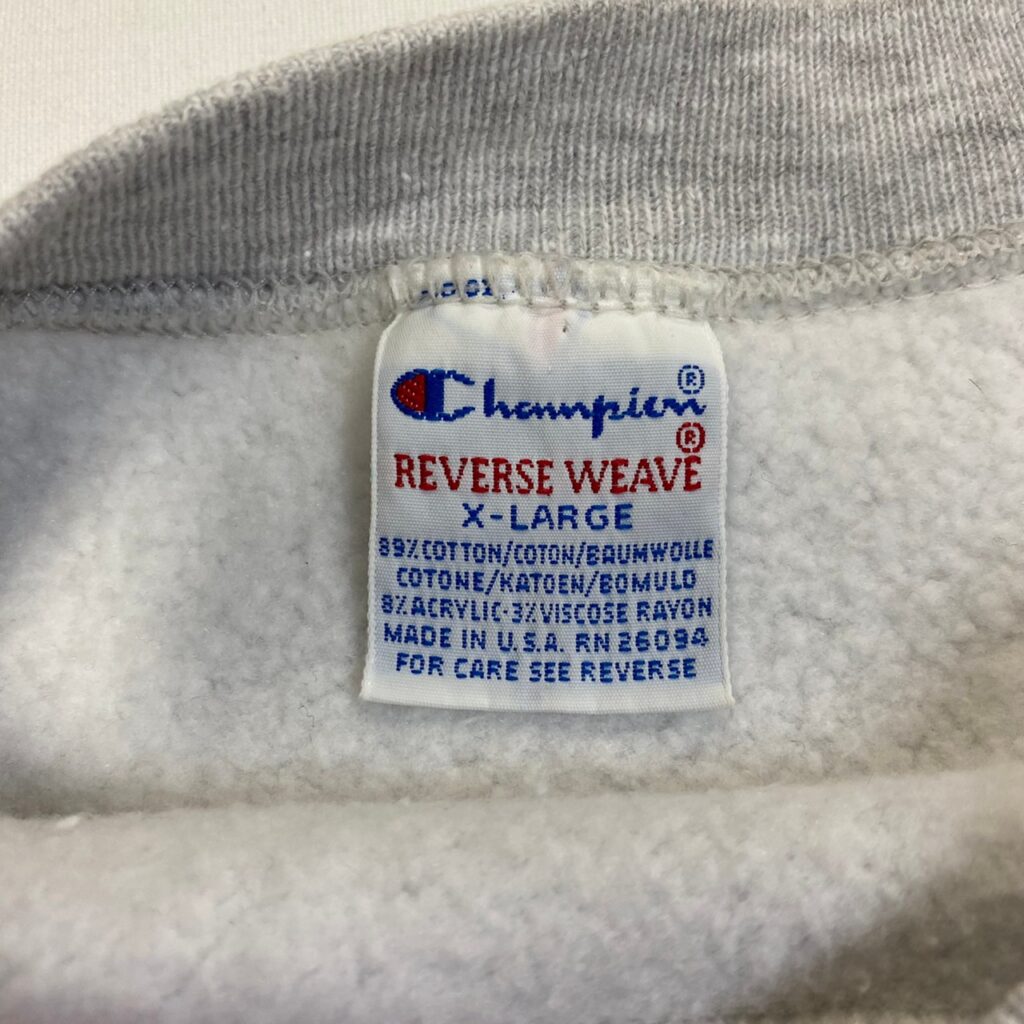 Champion®
®
REVERSE WEAVE
X-LARGE
89% COTTON/COTON/BAUMWOLLE
COTONE/KATOEN/BOMULD
8% ACRYLIC-3% VISCOSE RAYON
MADE IN U.S.A. RN 26094
FOR CARE SEE REVERSE